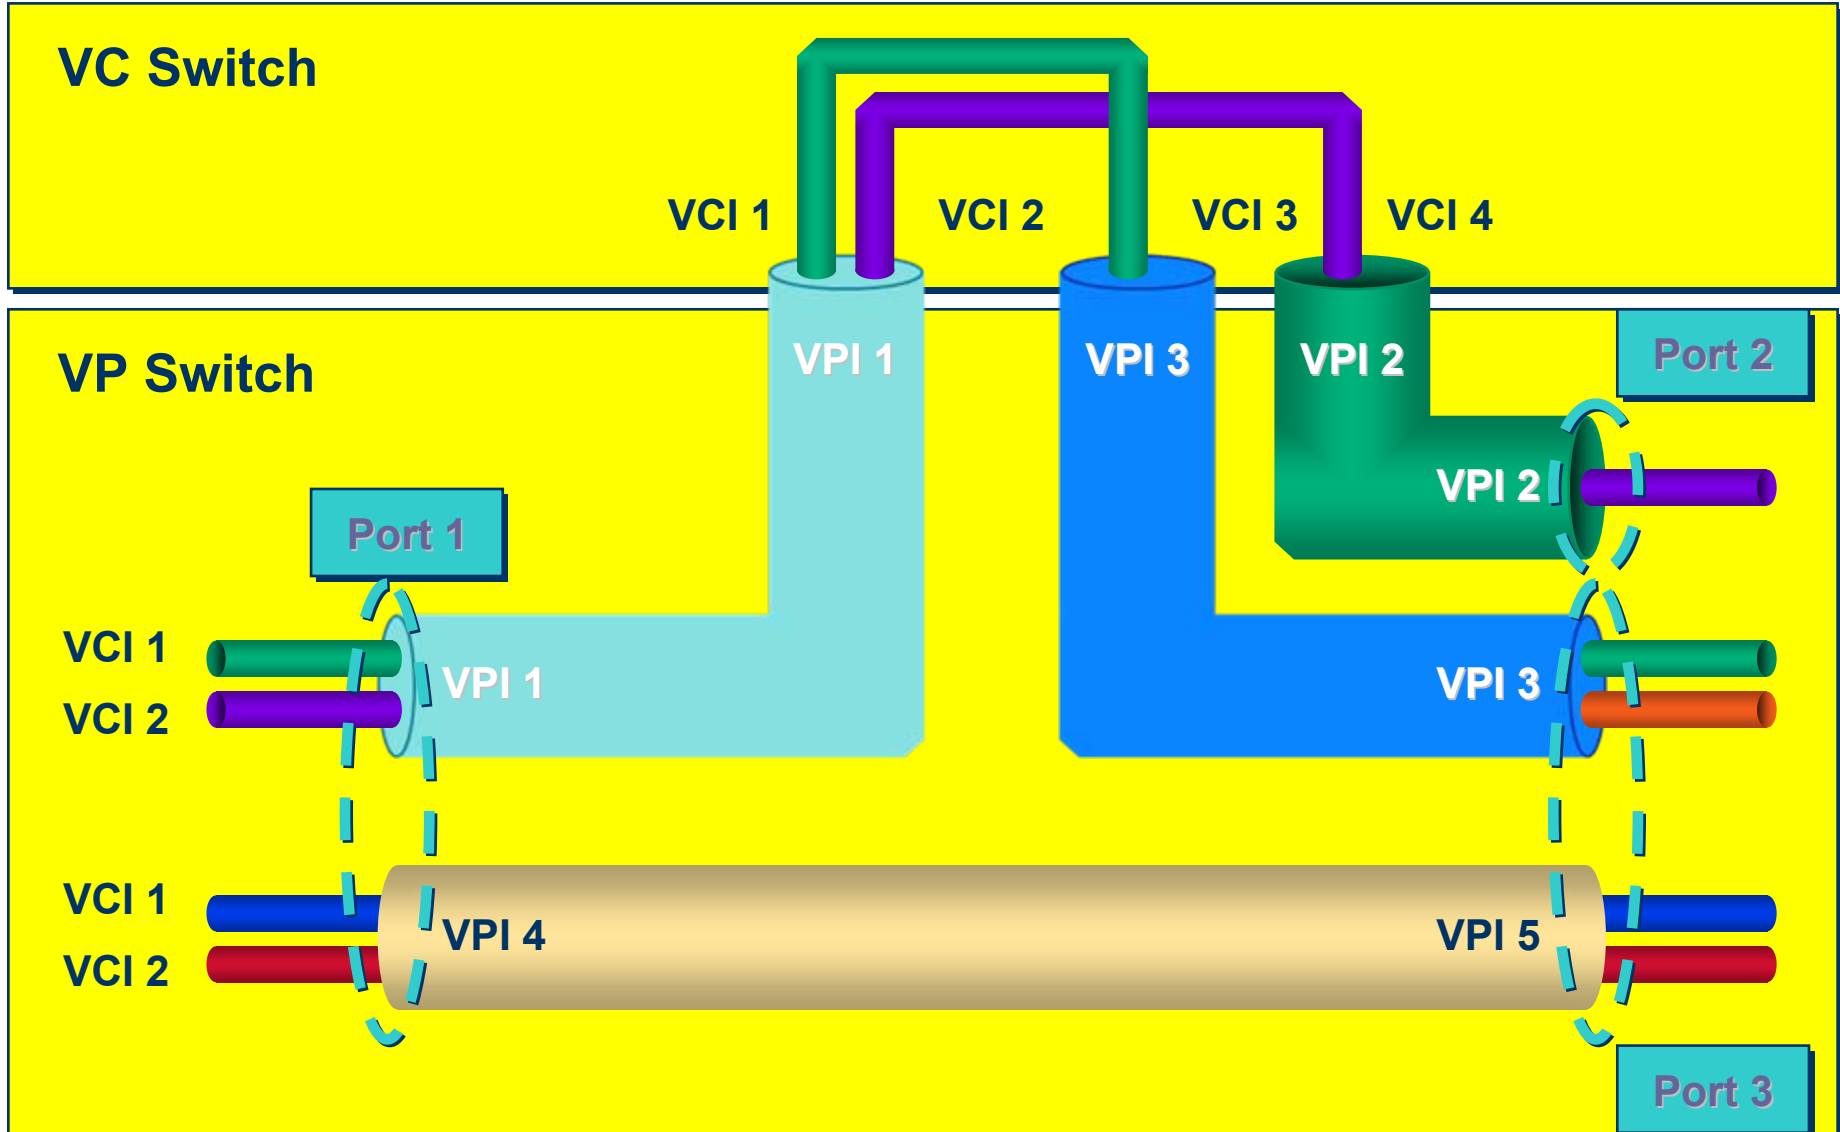 VC Switch
VCI 1
VCI 2
VCI 3
VCI 4
VP Switch
VPI 1
VPI 3
VPI 2
Port 2
VPI 2
Port 1
VCI 1
VCI 2
VPI 1
VPI 3
VCI 1
VCI 2
VPI 4
VPI 5
Port 3